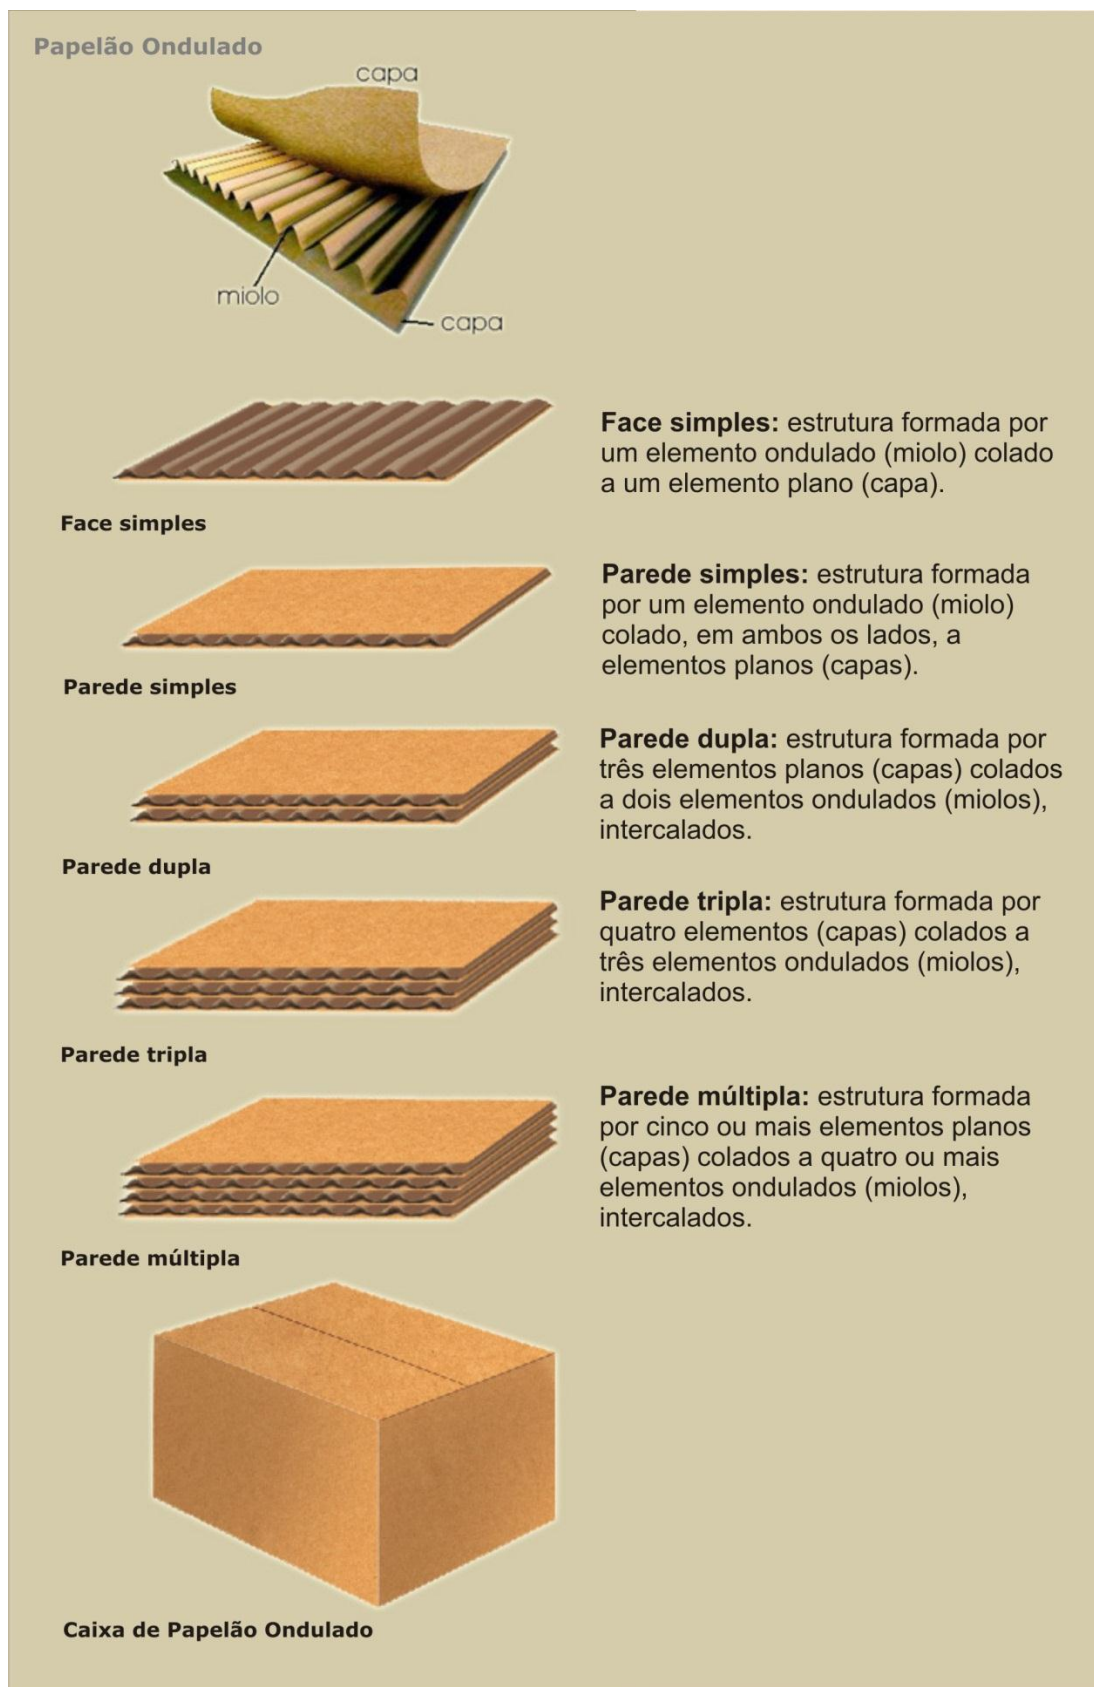 Papelão Ondulado
capa
miolo
capa
Face simples: estrutura formada por
um elemento ondulado (miolo) colado
a um elemento plano (capa).
Face simples
Parede simples: estrutura formada
por um elemento ondulado (miolo)
colado, em ambos os lados, a
elementos planos (capas).
Parede simples
Parede dupla: estrutura formada por
três elementos planos (capas) colados
a dois elementos ondulados (miolos),
intercalados.
Parede dupla
Parede tripla: estrutura formada por
quatro elementos (capas) colados a
três elementos ondulados (miolos),
intercalados.
Parede tripla
Parede múltipla: estrutura formada
por cinco ou mais elementos planos
(capas) colados a quatro ou mais
elementos ondulados (miolos),
intercalados.
Parede múltipla
Caixa de Papelão Ondulado